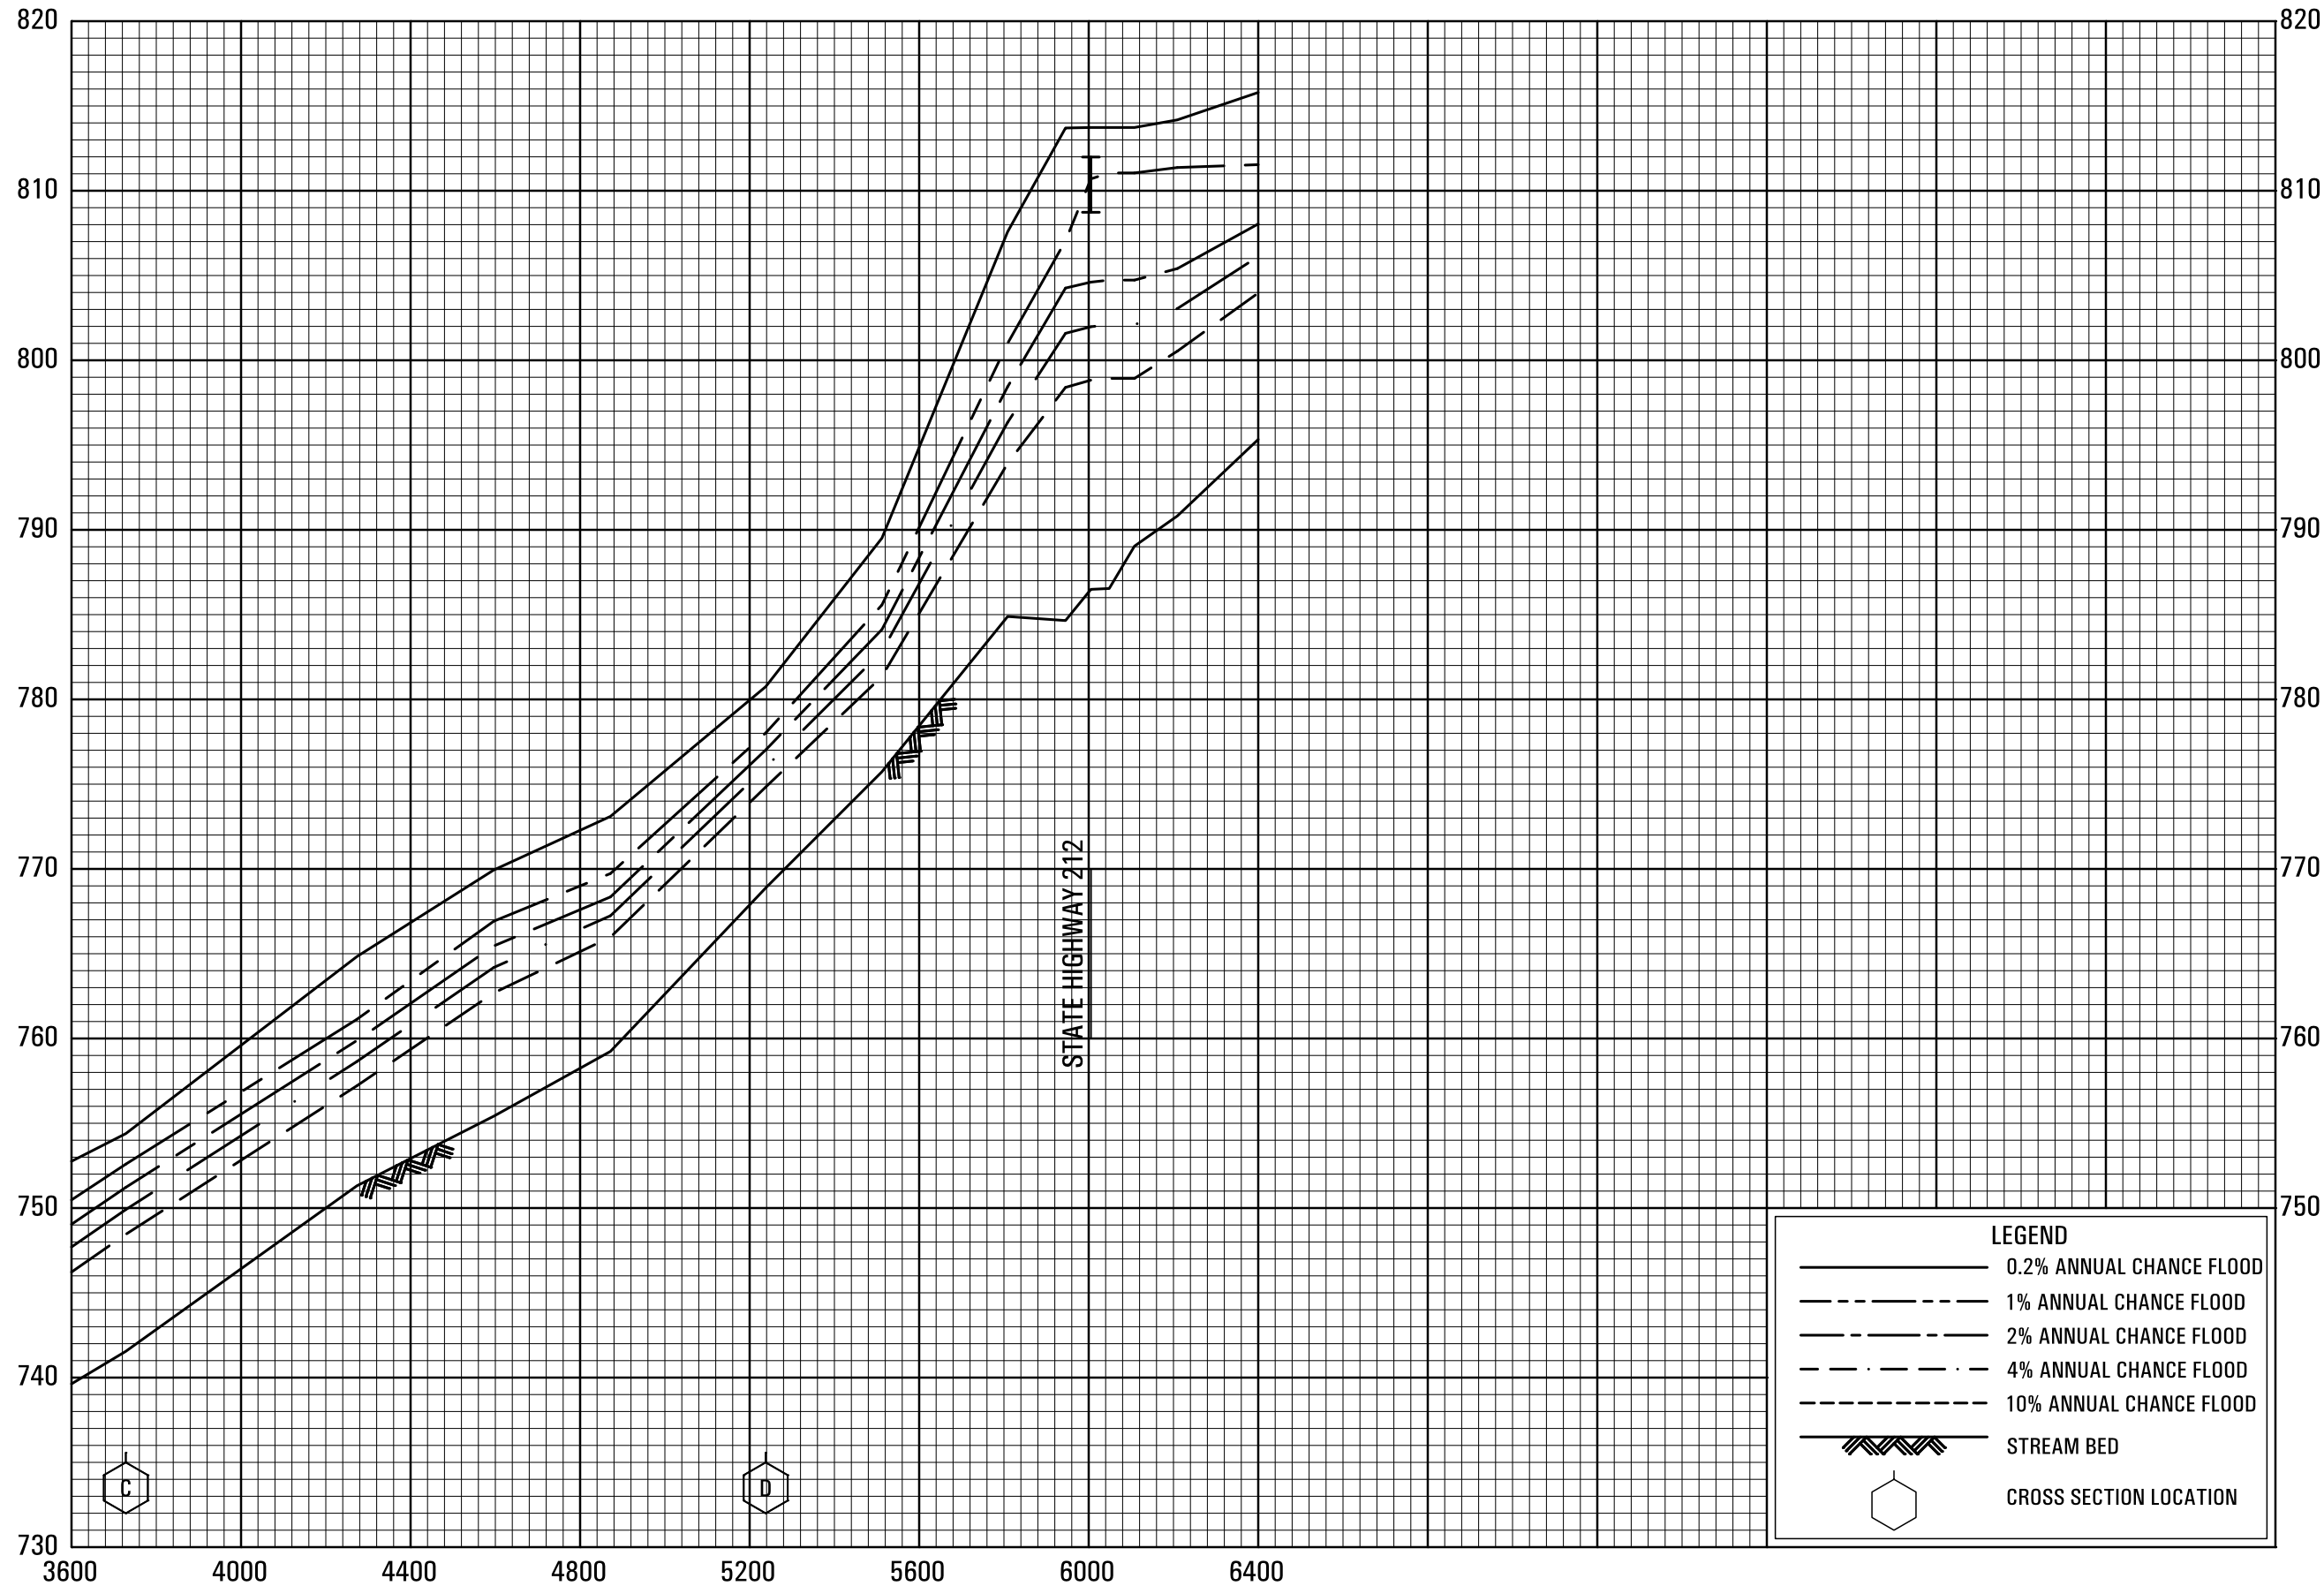 820 820
810 810
800 800
790 790
780 780
770 770
760 760
750 750
740
730
STATE HIGHWAY 212
LEGEND
0.2% ANNUAL CHANCE FLOOD
1% ANNUAL CHANCE FLOOD
2% ANNUAL CHANCE FLOOD
4% ANNUAL CHANCE FLOOD
10% ANNUAL CHANCE FLOOD
STREAM BED
CROSS SECTION LOCATION
C D
3600 4000 4400 4800 5200 5600 6000 6400